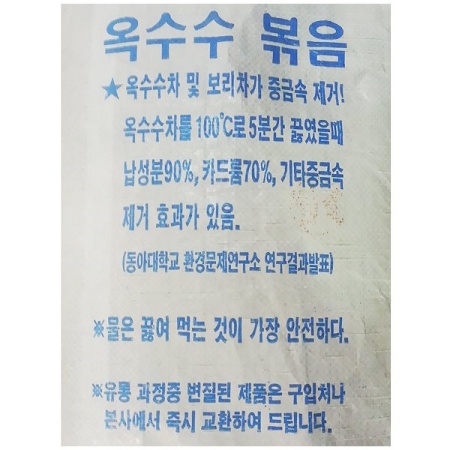 옥수수 볶음
★ 옥수수차 및 보리차가 중금속 제거!
옥수수차를 100℃로 5분간 끓였을때
납성분90%, 카드륨70%, 기타중금속
제거 효과가 있음.
(동아대학교 환경문제연구소 연구결과발표)
※물은 끓여 먹는 것이 가장 안전하다.
※유통 과정중 변질된 제품은 구입처나
본사에서 즉시 교환하여 드립니다.